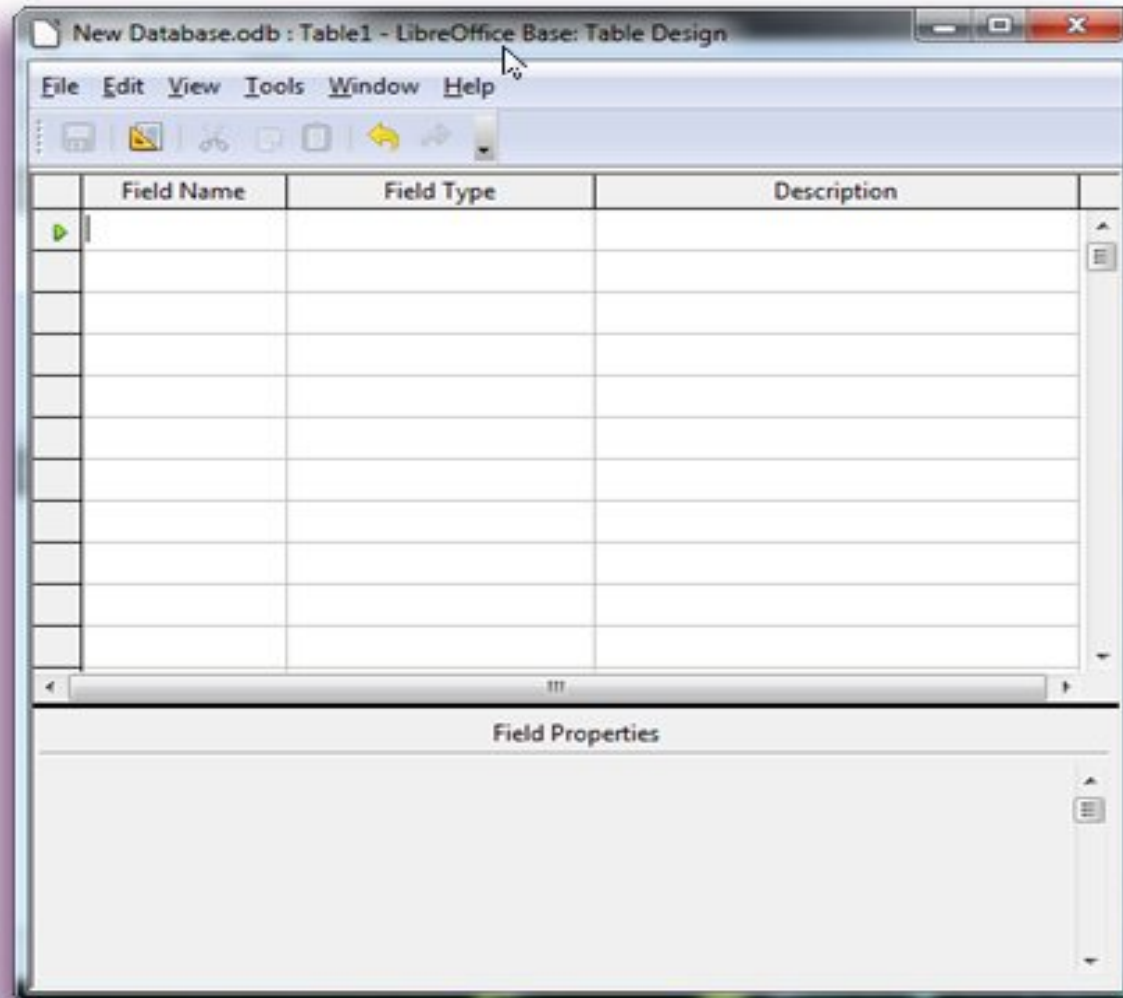 New Database.odb : Table1 - LibreOffice Base: Table Design
File Edit View Tools Window Help
Field Name Field Type Description
Field Properties